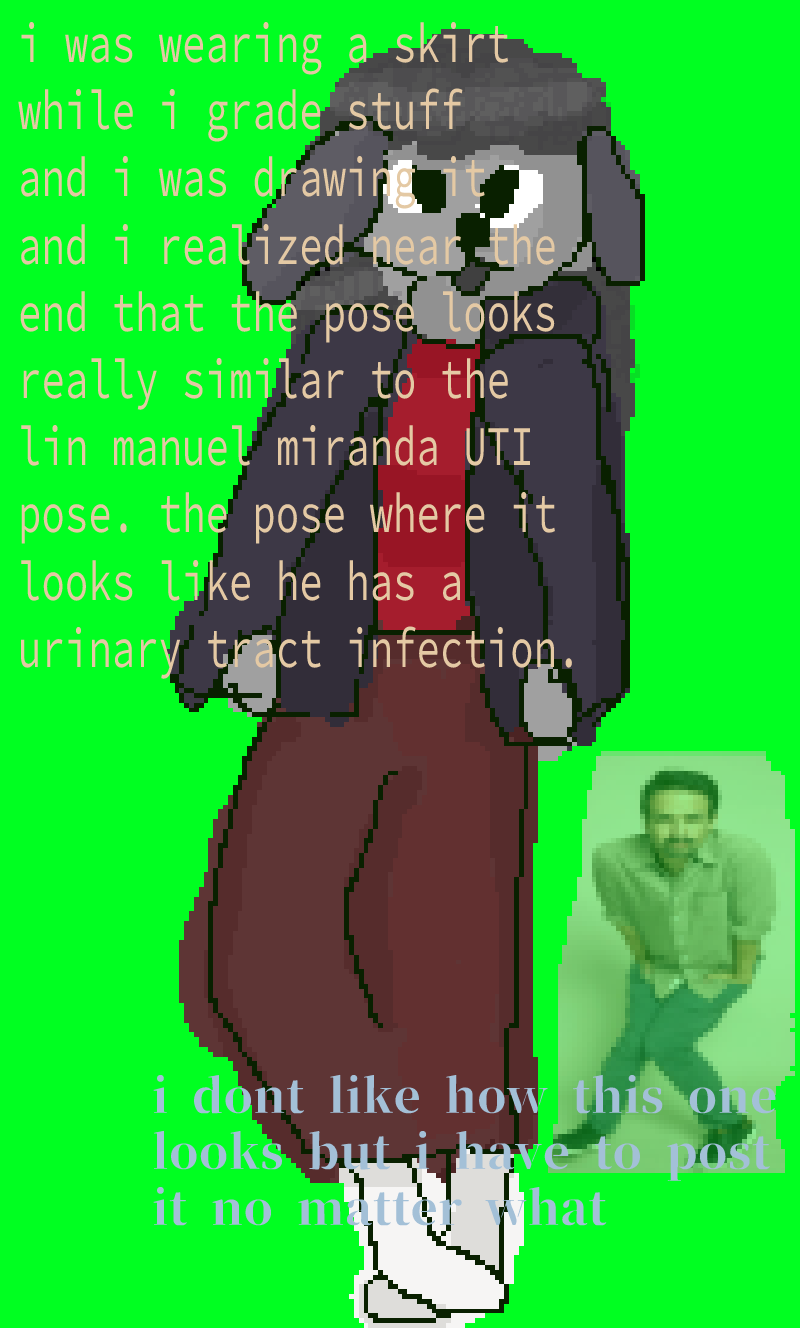 i was wearing a skirt
while i grade stuff
and i was drawing it
and i realized near the
end that the pose looks
really similar to the
lin manuel miranda UTI
pose. the pose where it
looks like he has a
urinary tract infection.
i dont like how this one
looks but i have to post
it no matter what